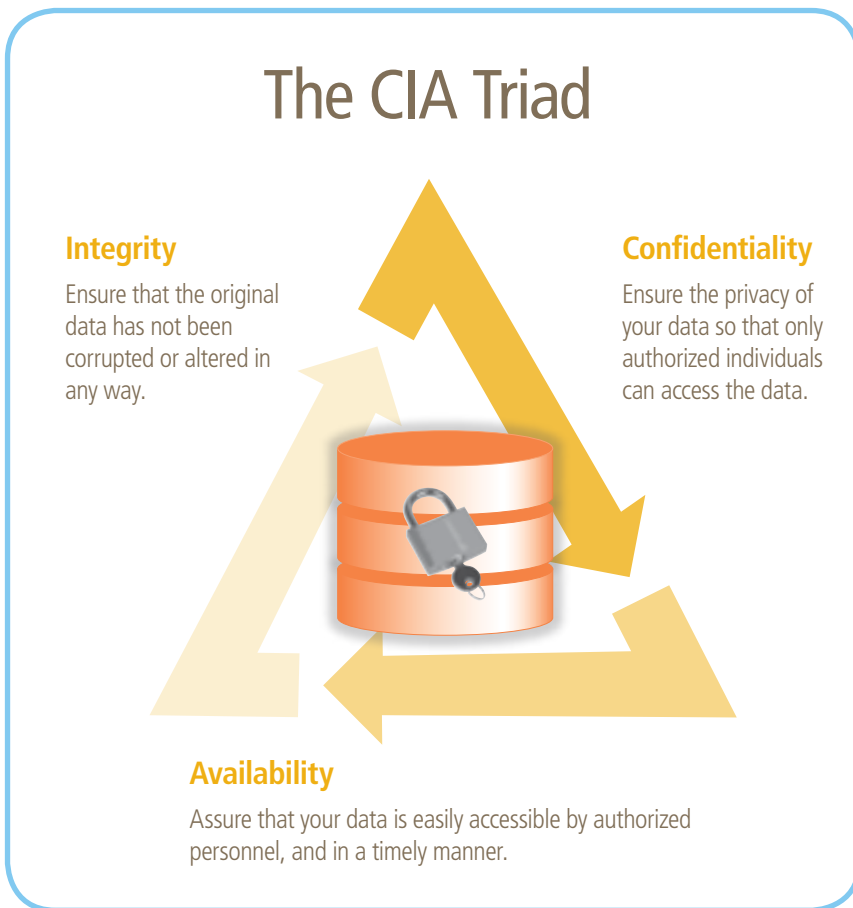 The CIA Triad
Integrity
Ensure that the original
data has not been
corrupted or altered in
any way.
Confidentiality
Ensure the privacy of
your data so that only
authorized individuals
can access the data.
Availability
Assure that your data is easily accessible by authorized
personnel, and in a timely manner.